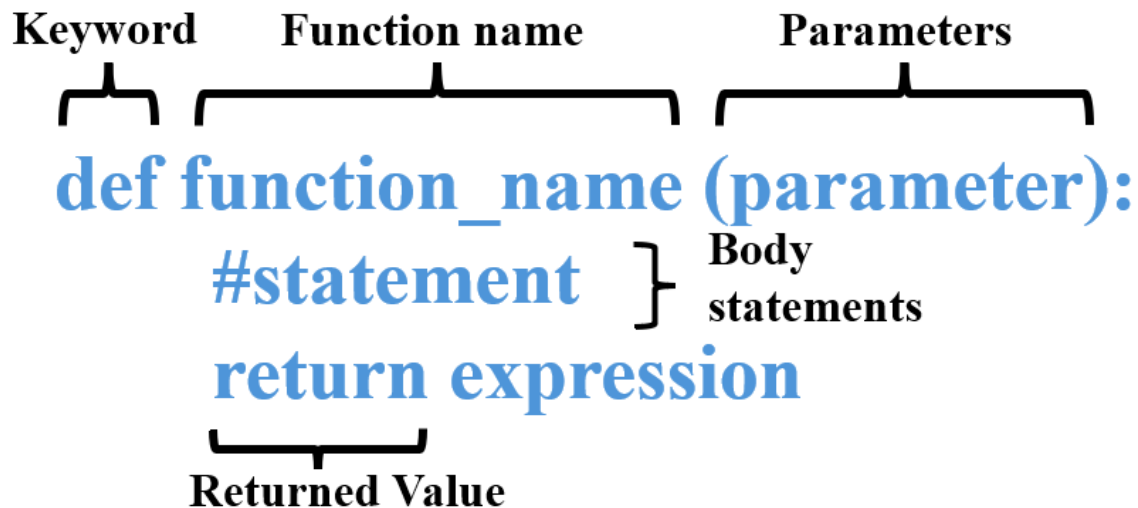 Keyword Function name Parameters
def function_name (parameter):
#statement
Body
statements
return expression
Returned Value